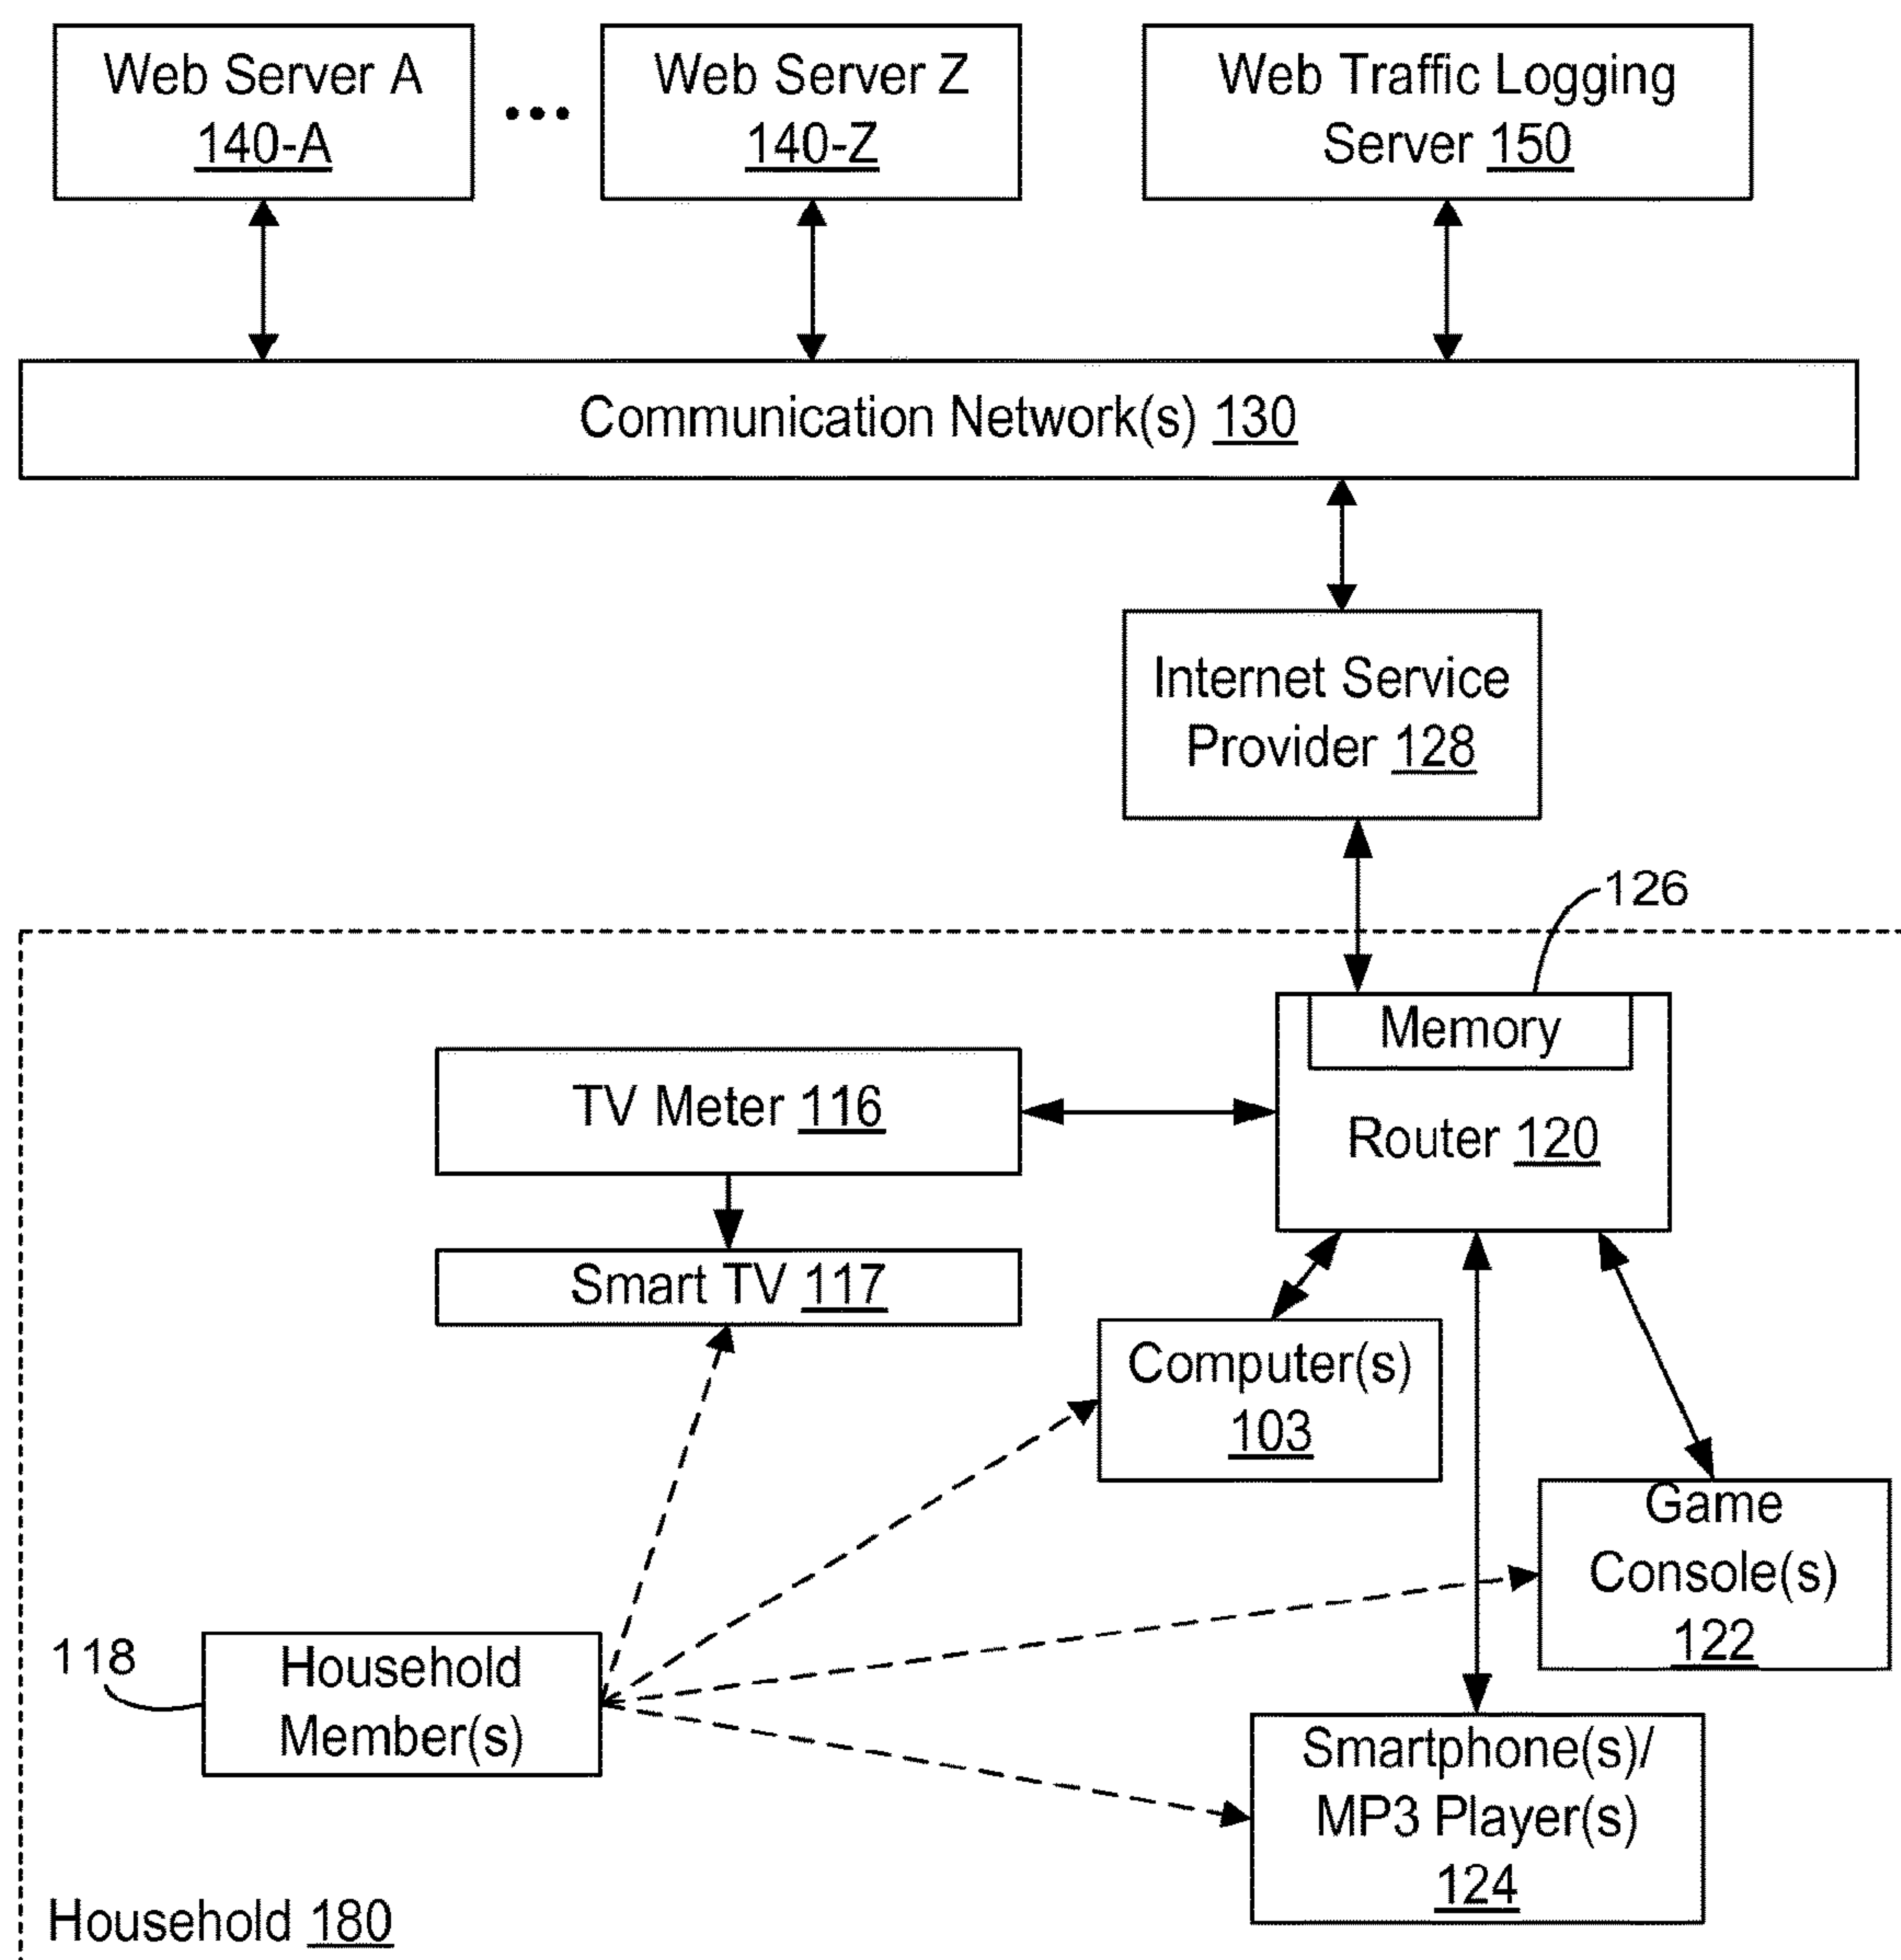 Web Server A
140-A
•••
Web Server Z
140-Z
Web Traffic Logging
Server 150
Communication Network(s) 130
Internet Service
Provider 128
126
Memory
Router 120
TV Meter 116
Smart TV 117
Computer(s)
103
Game
Console(s)
122
118
Household
Member(s)
Smartphone(s)/
MP3 Player(s)
124
Household 180